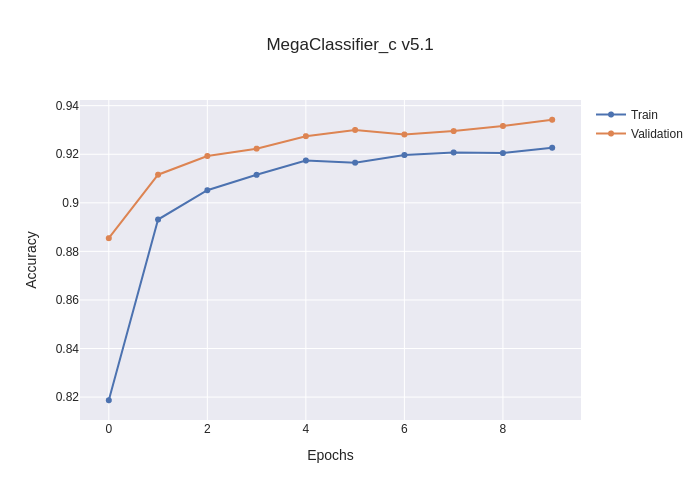 MegaClassifier_c v5.1
0.94
0.92
0.9
0.88
0.86
0.84
0.82
Accuracy
0 2 4 6 8
Epochs
Train
Validation